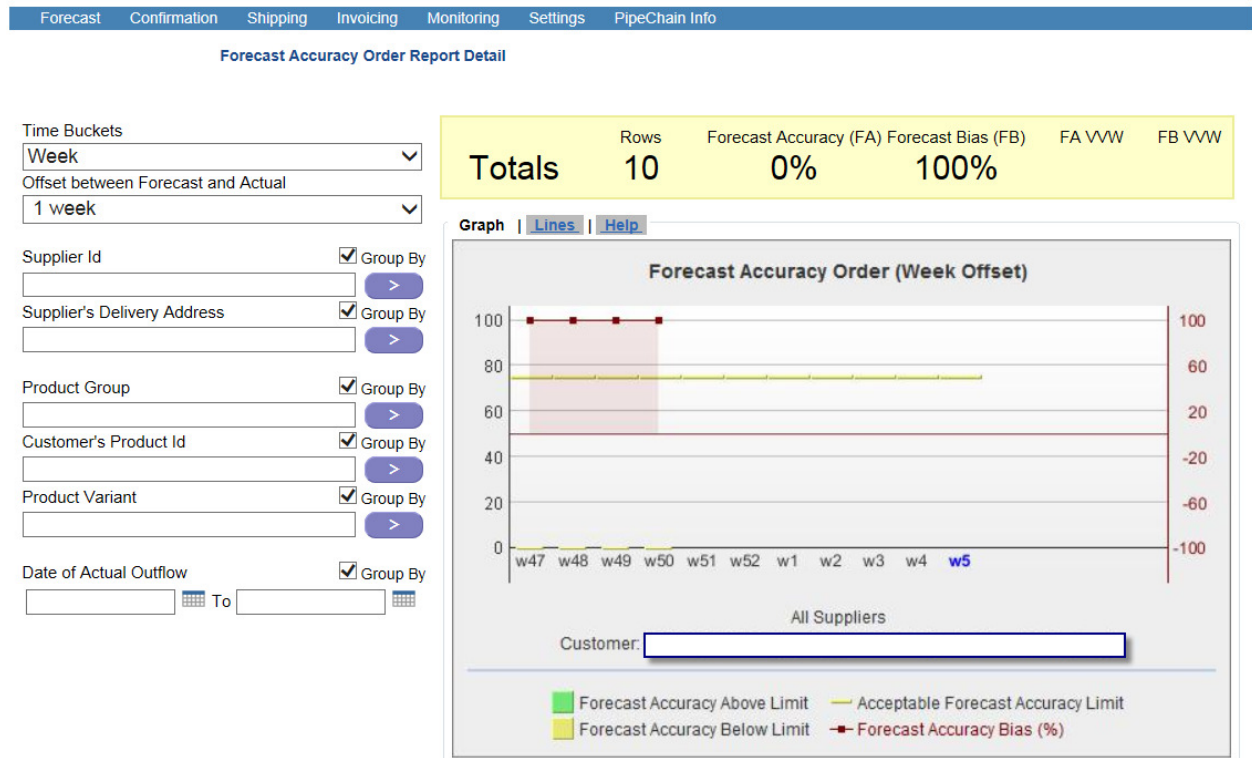 Forecast Confirmation Shipping Invoicing Monitoring Settings PipeChain Info
Forecast Accuracy Order Report Detail
Time Buckets
Week
Offset between Forecast and Actual
1 week
Supplier Id Group By
>
Supplier's Delivery Address Group By
>
Product Group Group By
>
Customer's Product Id Group By
>
Product Variant Group By
>
Date of Actual Outflow Group By
To
Rows Forecast Accuracy (FA) Forecast Bias (FB) FA VVW FB VVW
Totals 10 0% 100%
Graph | Lines | Help
Forecast Accuracy Order (Week Offset)
100 100
80 60
60 20
40 -20
20 -60
0 -100
w47 w48 w49 w50 w51 w52 w1 w2 w3 w4 w5
All Suppliers
Customer:
Forecast Accuracy Above Limit Acceptable Forecast Accuracy Limit
Forecast Accuracy Below Limit Forecast Accuracy Bias (%)